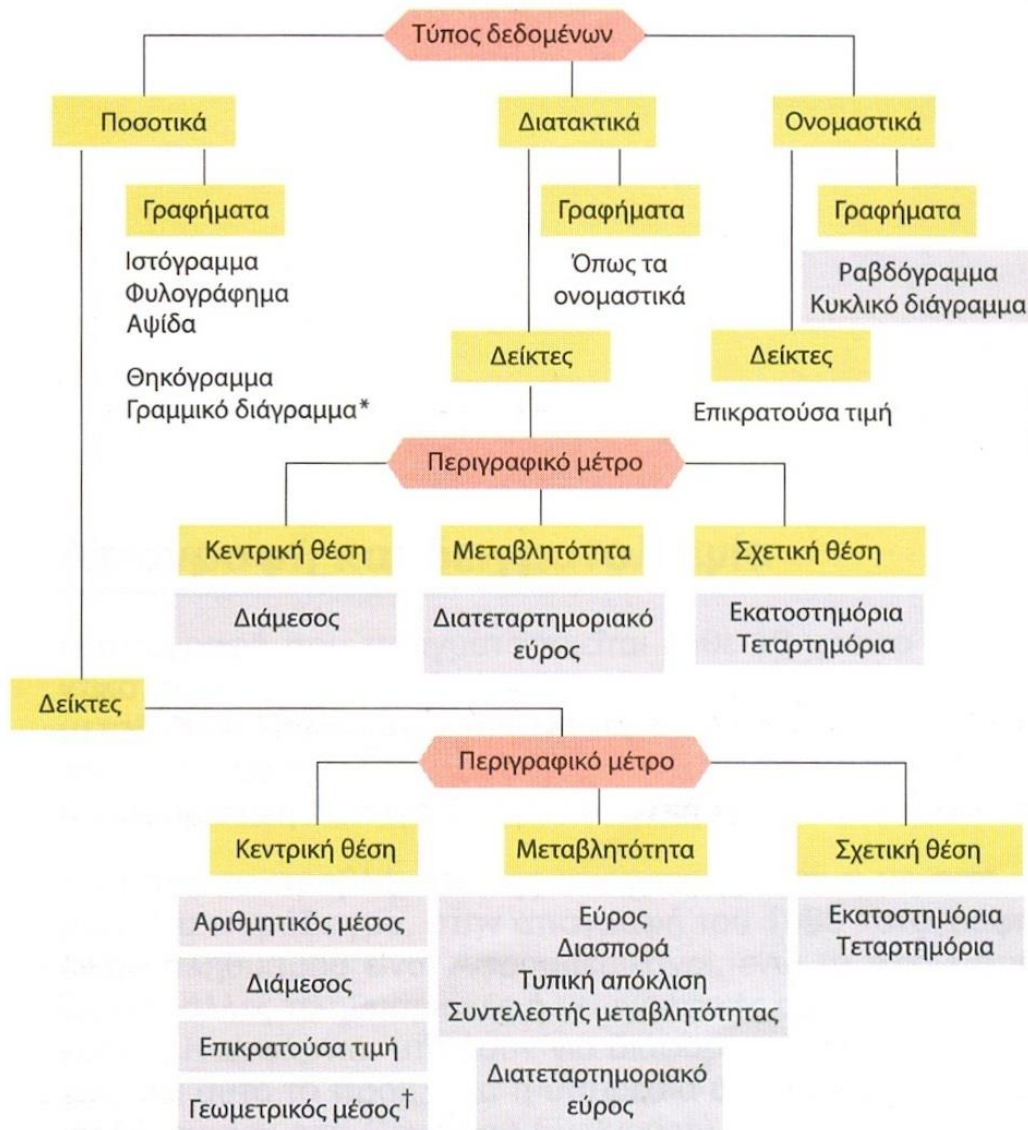 Τύπος δεδομένων
Ποσοτικά
Διατακτικά
Ονομαστικά
Γραφήματα
Γραφήματα
Γραφήματα
Ιστόγραμμα
Φυλογράφημα
Αψίδα
Θηκόγραμμα
Γραμμικό διάγραμμα*
Όπως τα
ονομαστικά
Ραβδόγραμμα
Κυκλικό διάγραμμα
Δείκτες
Δείκτες
Επικρατούσα τιμή
Περιγραφικό μέτρο
Κεντρική θέση
Μεταβλητότητα
Σχετική θέση
Διάμεσος
Διατεταρτημοριακό
εύρος
Εκατοστημόρια
Τεταρτημόρια
Δείκτες
Περιγραφικό μέτρο
Κεντρική θέση
Μεταβλητότητα
Σχετική θέση
Αριθμητικός μέσος
Διάμεσος
Επικρατούσα τιμή
Γεωμετρικός μέσος†
Εύρος
Διασπορά
Τυπική απόκλιση
Συντελεστής μεταβλητότητας
Διατεταρτημοριακό
εύρος
Εκατοστημόρια
Τεταρτημόρια